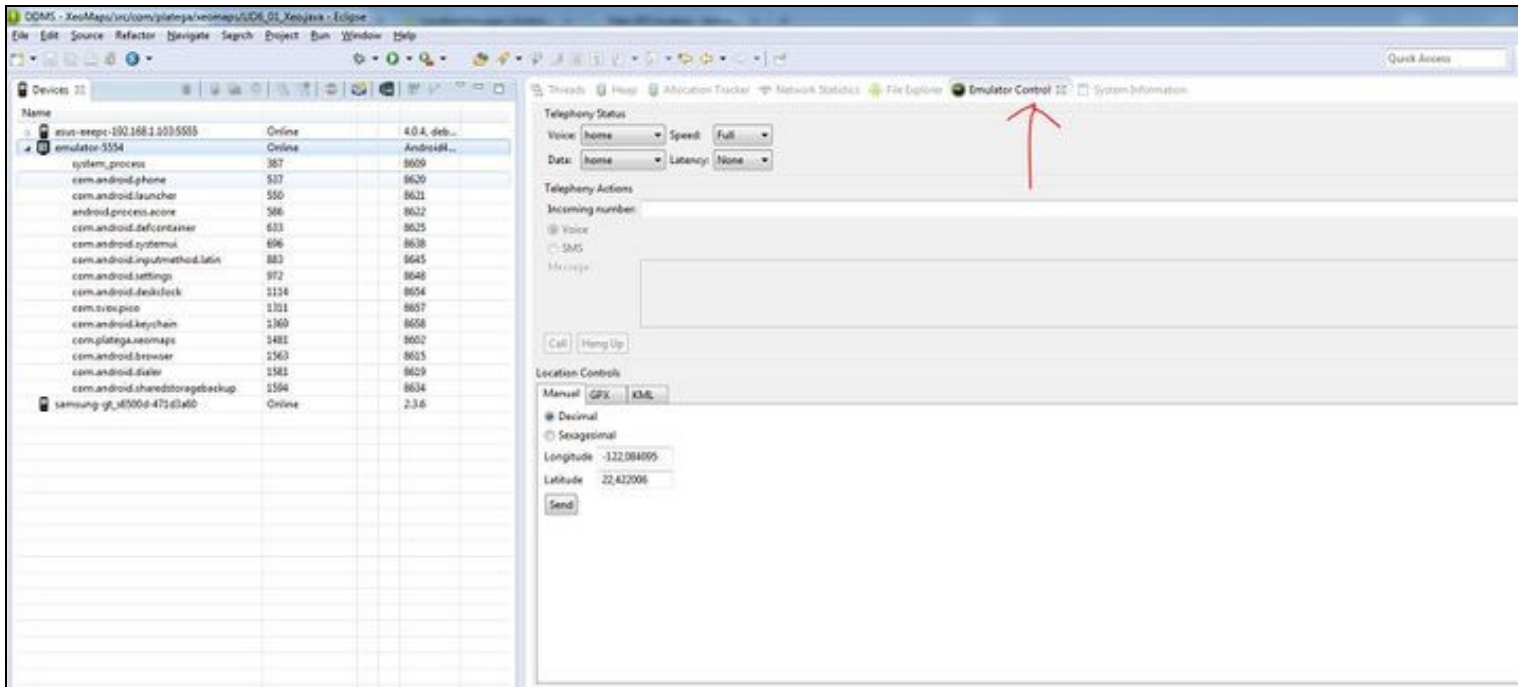 DDMS - XeoMaps/src/com/platega/xeomaps/UD6_01_Xeo.java - Eclipse
File Edit Source Refactor Navigate Search Project Run Window Help
Quick Access
Devices
Threads Heap Allocation Tracker Network Statistics File Explorer Emulator Control System Information
Name
asus-eeepc-192.168.1.103:5555 Online 4.0.4, deb...
emulator-5554 Online Android4...
system_process 387 8609
com.android.phone 537 8620
com.android.launcher 550 8621
android.process.acore 586 8622
com.android.defcontainer 633 8625
com.android.systemui 696 8638
com.android.inputmethod.latin 883 8645
com.android.settings 972 8648
com.android.deskclock 1114 8654
com.svox.pico 1311 8657
com.android.keychain 1369 8658
com.platega.xeomaps 1481 8602
com.android.browser 1563 8615
com.android.dialer 1581 8619
com.android.sharedstoragebackup 1594 8634
samsung-gt_s6500d-471d3a60 Online 2.3.6
Telephony Status
Voice: home Speed: Full
Data: home Latency: None
Telephony Actions
Incoming number:
Voice
SMS
Message:
Call Hang Up
Location Controls
Manual GPX KML
Decimal
Sexagesimal
Longitude -122,084095
Latitude 22,422006
Send